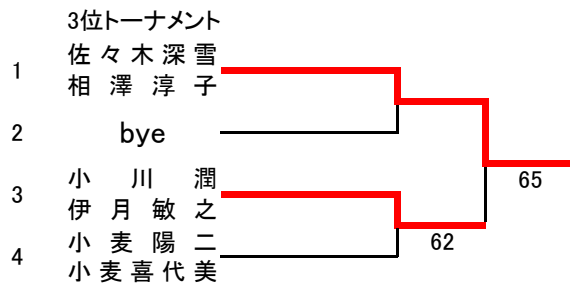 3位トーナメント
1
佐々木深雪
相澤淳子
2
bye
3
小川潤
伊月敏之
4
小麦陽二
小麦喜代美
62
65